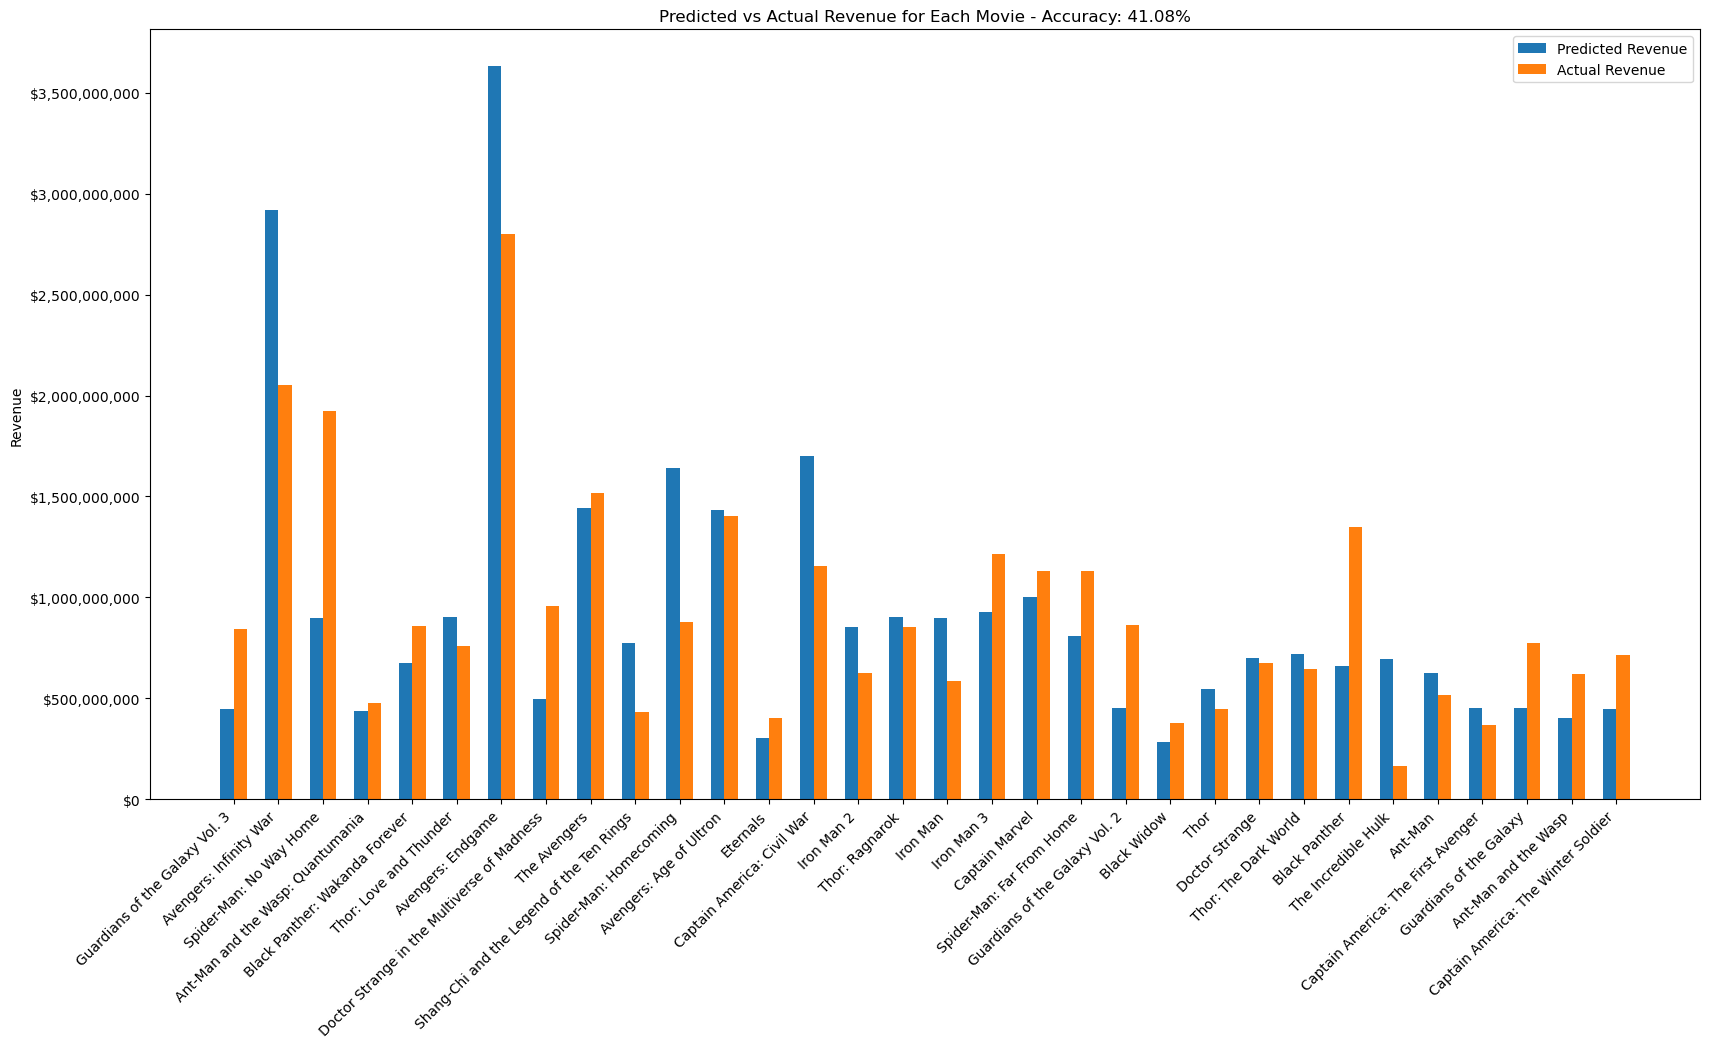 Predicted vs Actual Revenue for Each Movie - Accuracy: 41.08%
Predicted Revenue
Actual Revenue
Revenue
$3,500,000,000
$3,000,000,000
$2,500,000,000
$2,000,000,000
$1,500,000,000
$1,000,000,000
$500,000,000
$0
Guardians of the Galaxy Vol. 3
Avengers: Infinity War
Spider-Man: No Way Home
Ant-Man and the Wasp: Quantumania
Black Panther: Wakanda Forever
Thor: Love and Thunder
Avengers: Endgame
Doctor Strange in the Multiverse of Madness
The Avengers
Shang-Chi and the Legend of the Ten Rings
Spider-Man: Homecoming
Avengers: Age of Ultron
Eternals
Captain America: Civil War
Iron Man 2
Thor: Ragnarok
Iron Man
Iron Man 3
Captain Marvel
Spider-Man: Far From Home
Guardians of the Galaxy Vol. 2
Black Widow
Thor
Doctor Strange
Thor: The Dark World
Black Panther
The Incredible Hulk
Ant-Man
Captain America: The First Avenger
Guardians of the Galaxy
Ant-Man and the Wasp
Captain America: The Winter Soldier